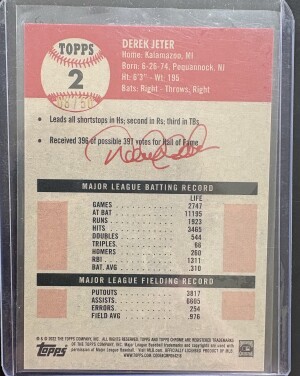 TOPPS
2
DEREK JETER
Home: Kalamazoo, MI
Born: 6-26-74, Pequannock, NJ
Ht: 6'3" - Wt: 195
Bats: Right - Throws, Right
Leads all shortstops in Hs; second in Rs; third in TBs
Received 396 of possible 397 votes for Hall of Fame
MAJOR LEAGUE BATTING RECORD
LIFE
GAMES 2747
AT BAT 11195
RUNS 1923
HITS 3465
DOUBLES 544
TRIPLES. 66
HOMERS 260
RBI. 1311
BAT. AVG .310
MAJOR LEAGUE FIELDING RECORD
PUTOUTS 3817
ASSISTS. 6605
ERRORS. 254
FIELD AVG .976
Topps